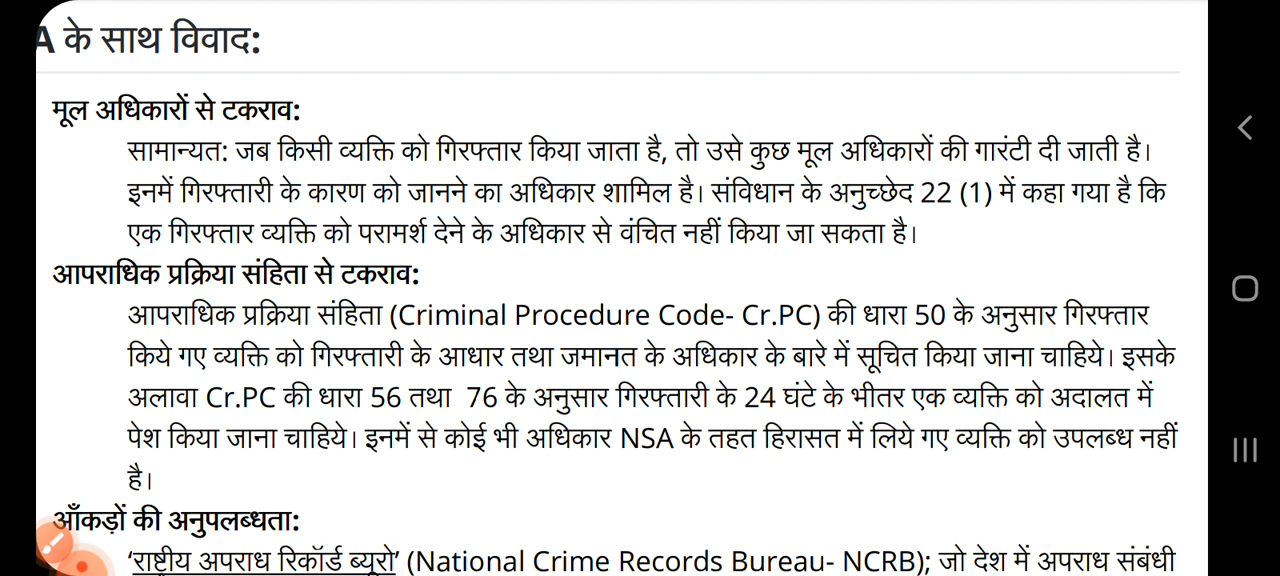 A के साथ विवाद:
मूल अधिकारों से टकराव:
सामान्यत: जब किसी व्यक्ति को गिरफ्तार किया जाता है, तो उसे कुछ मूल अधिकारों की गारंटी दी जाती है।
इनमें गिरफ्तारी के कारण को जानने का अधिकार शामिल है। संविधान के अनुच्छेद 22 (1) में कहा गया है कि
एक गिरफ्तार व्यक्ति को परामर्श देने के अधिकार से वंचित नहीं किया जा सकता है।
आपराधिक प्रक्रिया संहिता से टकराव:
आपराधिक प्रक्रिया संहिता (Criminal Procedure Code- Cr.PC) की धारा 50 के अनुसार गिरफ्तार
किये गए व्यक्ति को गिरफ्तारी के आधार तथा जमानत के अधिकार के बारे में सूचित किया जाना चाहिये। इसके
अलावा Cr.PC की धारा 56 तथा 76 के अनुसार गिरफ्तारी के 24 घंटे के भीतर एक व्यक्ति को अदालत में
पेश किया जाना चाहिये। इनमें से कोई भी अधिकार NSA के तहत हिरासत में लिये गए व्यक्ति को उपलब्ध नहीं
है।
आँकड़ों की अनुपलब्धता:
‘राष्ट्रीय अपराध रिकॉर्ड ब्यूरो’ (National Crime Records Bureau- NCRB); जो देश में अपराध संबंधी